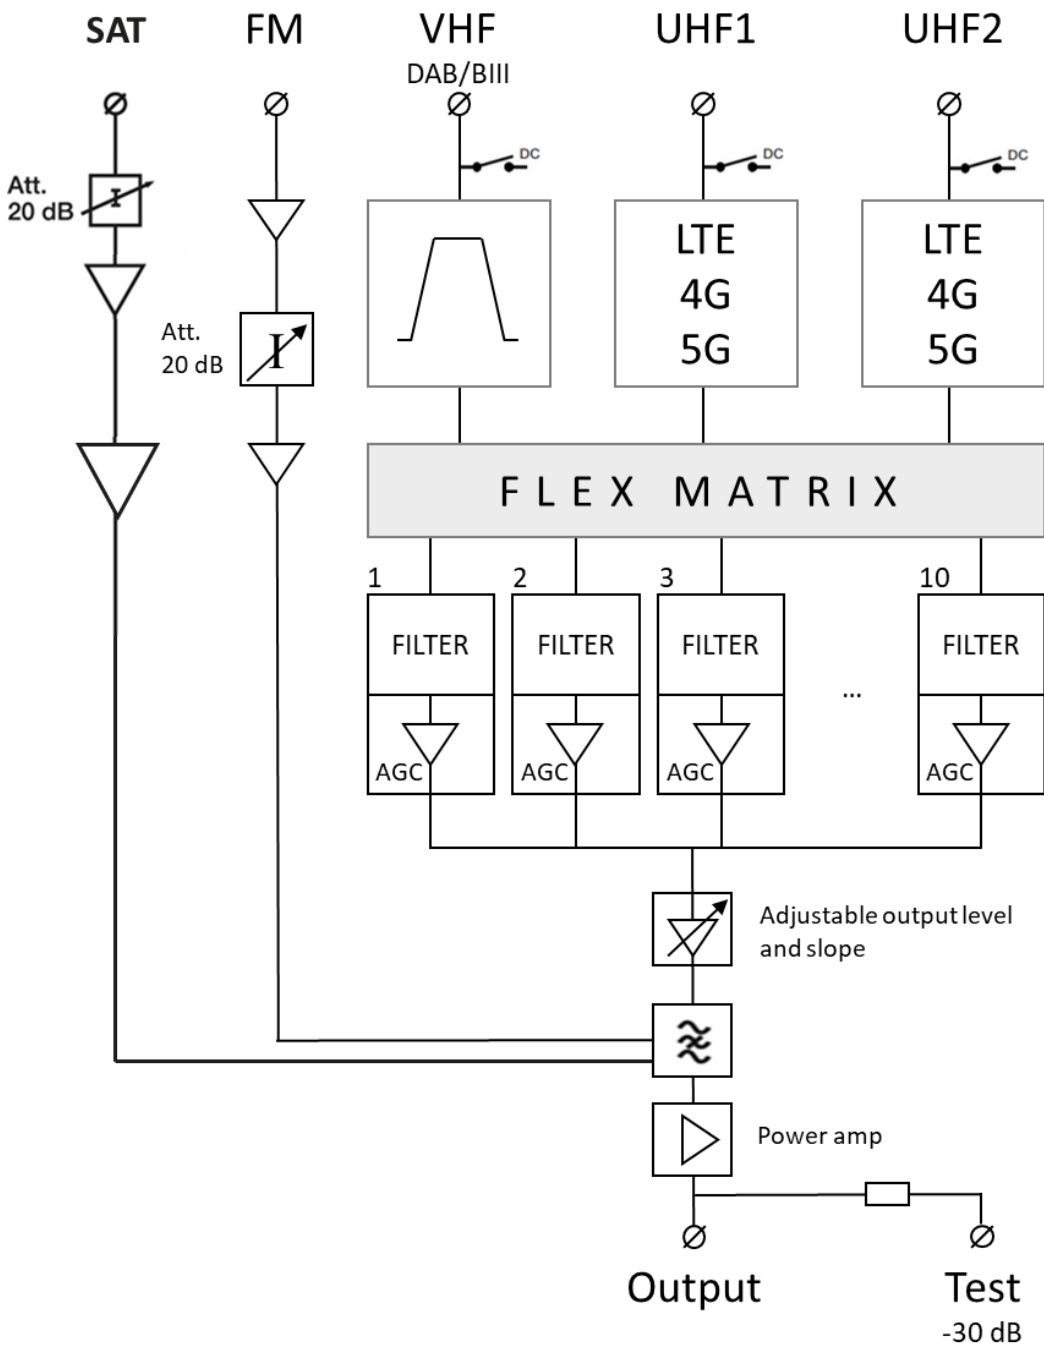 SAT FM VHF UHF1 UHF2
DAB/BIII
DC DC DC
Att.
20 dB
I
LTE
4G
5G
LTE
4G
5G
Att.
20 dB
I
FLEX MATRIX
1 2 3 10
FILTER FILTER FILTER FILTER
...
AGC AGC AGC AGC
Adjustable output level
and slope
Power amp
Output Test
-30 dB